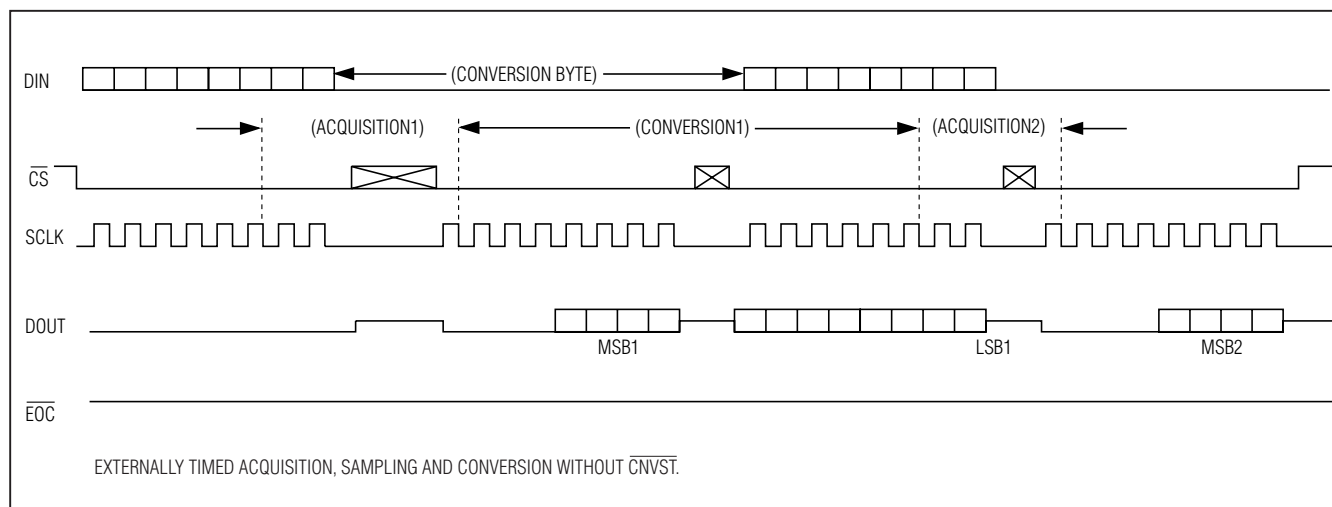 DIN
(CONVERSION BYTE)
(ACQUISITION1)
(CONVERSION1)
(ACQUISITION2)
CS
SCLK
DOUT
MSB1
LSB1
MSB2
EOC
EXTERNALLY TIMED ACQUISITION, SAMPLING AND CONVERSION WITHOUT CNVST.